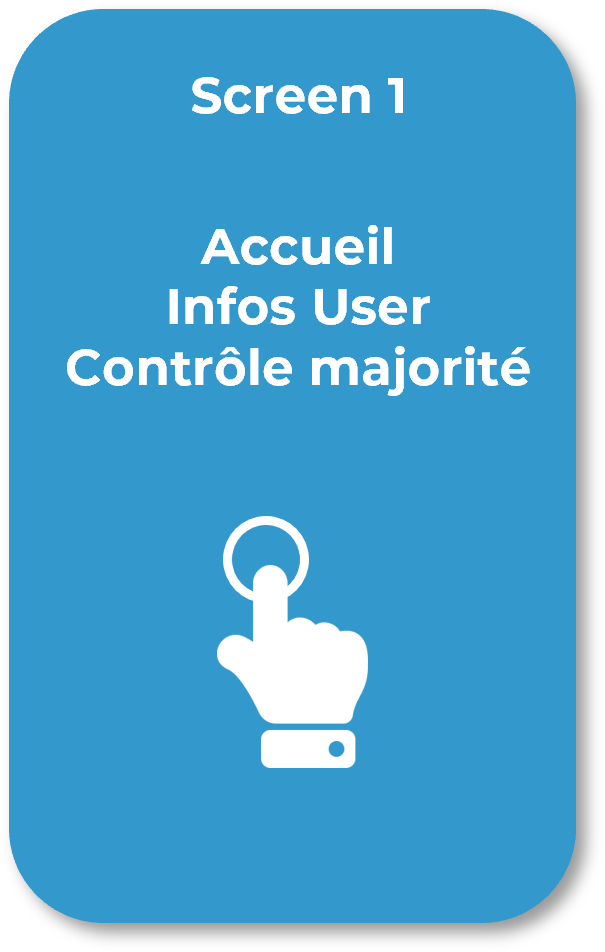 Screen 1
Accueil
Infos User
Contrôle majorité